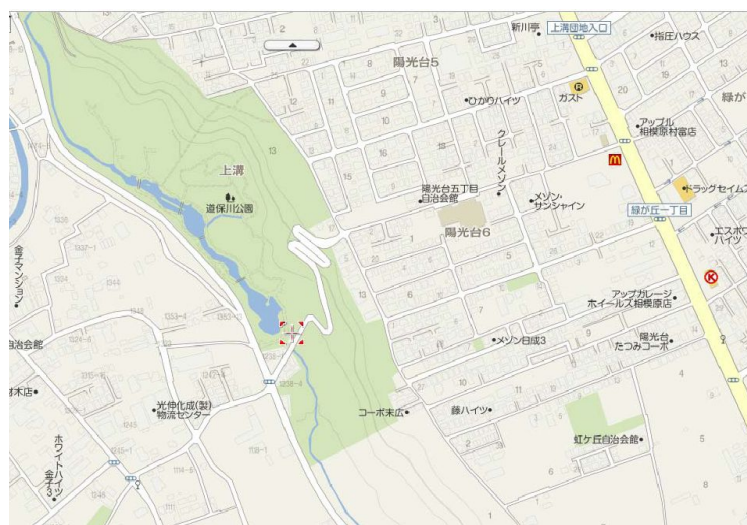 新川亭
上溝団地入口
指圧ハウス
陽光台5
ひかりハイツ
ガスト
緑が
アップル
相模原村富店
クレールメゾン
上溝
道保川公園
陽光台五丁目
自治会館
メゾン・
サンシャイン
ドラッグセイムズ
緑が丘一丁目
陽光台6
エスポワ
ハイツ
金子マンション
アップガレージ
ホイールズ相模原店
自治会館
メゾン日成3
陽光台
たつみコーポ
材木店
光伸化成(製)
物流センター
コーポ末広
藤ハイツ
虹ケ丘自治会館
ホワイトハイツ
金子3